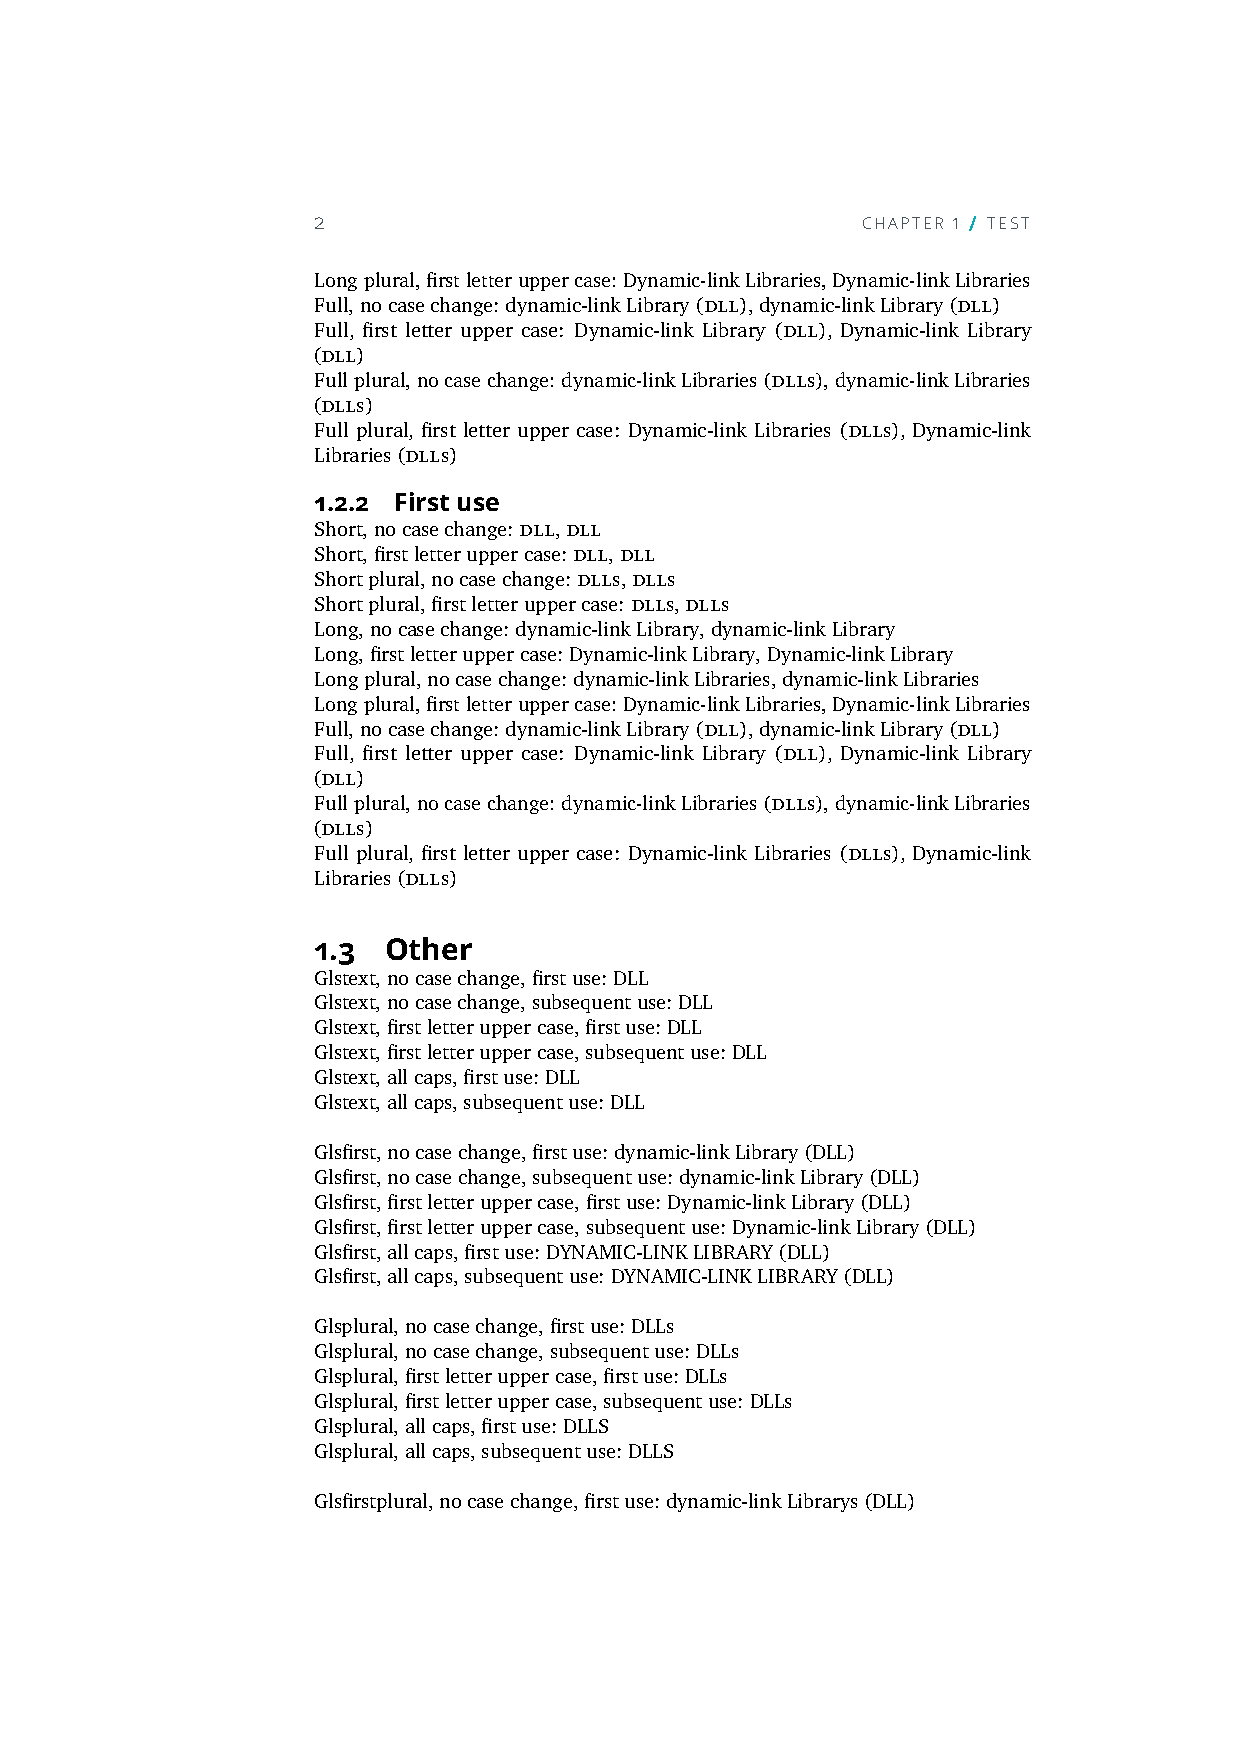 2 CHAPTER 1 / TEST
Long plural, first letter upper case: Dynamic-link Libraries, Dynamic-link Libraries
Full, no case change: dynamic-link Library (DLL), dynamic-link Library (DLL)
Full, first letter upper case: Dynamic-link Library (DLL), Dynamic-link Library
(DLL)
Full plural, no case change: dynamic-link Libraries (DLLs), dynamic-link Libraries
(DLLs)
Full plural, first letter upper case: Dynamic-link Libraries (DLLs), Dynamic-link
Libraries (DLLs)
1.2.2 First use
Short, no case change: DLL, DLL
Short, first letter upper case: DLL, DLL
Short plural, no case change: DLLs, DLLs
Short plural, first letter upper case: DLLs, DLLs
Long, no case change: dynamic-link Library, dynamic-link Library
Long, first letter upper case: Dynamic-link Library, Dynamic-link Library
Long plural, no case change: dynamic-link Libraries, dynamic-link Libraries
Long plural, first letter upper case: Dynamic-link Libraries, Dynamic-link Libraries
Full, no case change: dynamic-link Library (DLL), dynamic-link Library (DLL)
Full, first letter upper case: Dynamic-link Library (DLL), Dynamic-link Library
(DLL)
Full plural, no case change: dynamic-link Libraries (DLLs), dynamic-link Libraries
(DLLs)
Full plural, first letter upper case: Dynamic-link Libraries (DLLs), Dynamic-link
Libraries (DLLs)
1.3 Other
Glstext, no case change, first use: DLL
Glstext, no case change, subsequent use: DLL
Glstext, first letter upper case, first use: DLL
Glstext, first letter upper case, subsequent use: DLL
Glstext, all caps, first use: DLL
Glstext, all caps, subsequent use: DLL
Glsfirst, no case change, first use: dynamic-link Library (DLL)
Glsfirst, no case change, subsequent use: dynamic-link Library (DLL)
Glsfirst, first letter upper case, first use: Dynamic-link Library (DLL)
Glsfirst, first letter upper case, subsequent use: Dynamic-link Library (DLL)
Glsfirst, all caps, first use: DYNAMIC-LINK LIBRARY (DLL)
Glsfirst, all caps, subsequent use: DYNAMIC-LINK LIBRARY (DLL)
Glsplural, no case change, first use: DLLs
Glsplural, no case change, subsequent use: DLLs
Glsplural, first letter upper case, first use: DLLs
Glsplural, first letter upper case, subsequent use: DLLs
Glsplural, all caps, first use: DLLS
Glsplural, all caps, subsequent use: DLLS
Glsfirstplural, no case change, first use: dynamic-link Librarys (DLL)